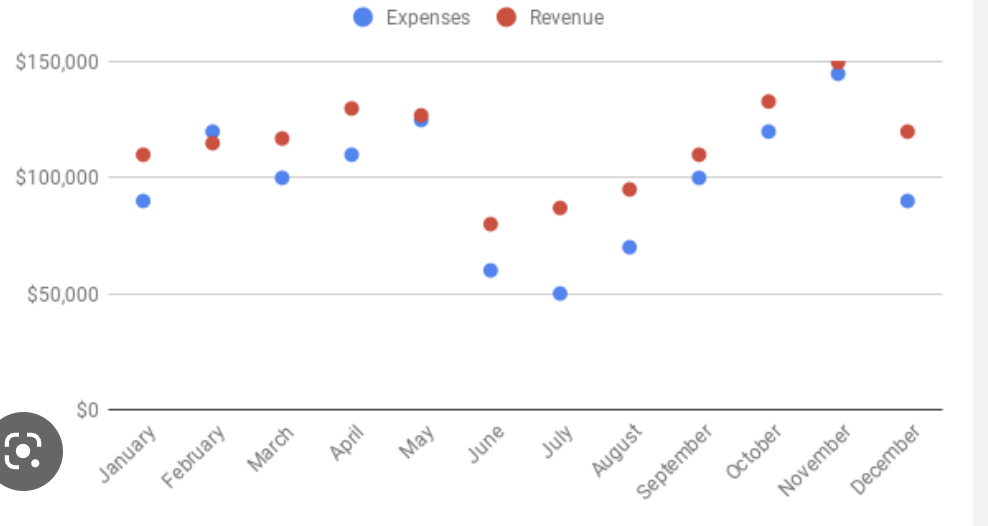 Expenses Revenue
$150,000
$100,000
$50,000
$0
January February March April May June July August September October November December